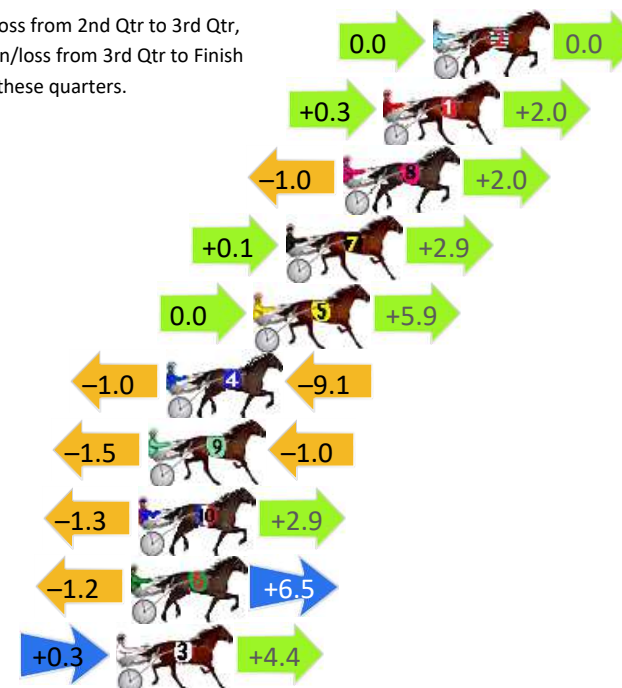 loss from 2nd Qtr to 3rd Qtr,
n/loss from 3rd Qtr to Finish
these quarters.
0.0 2 0.0
+0.3 1 +2.0
–1.0 8 +2.0
+0.1 7 +2.9
0.0 5 +5.9
–1.0 4 –9.1
–1.5 9 –1.0
–1.3 10 +2.9
–1.2 6 +6.5
+0.3 3 +4.4